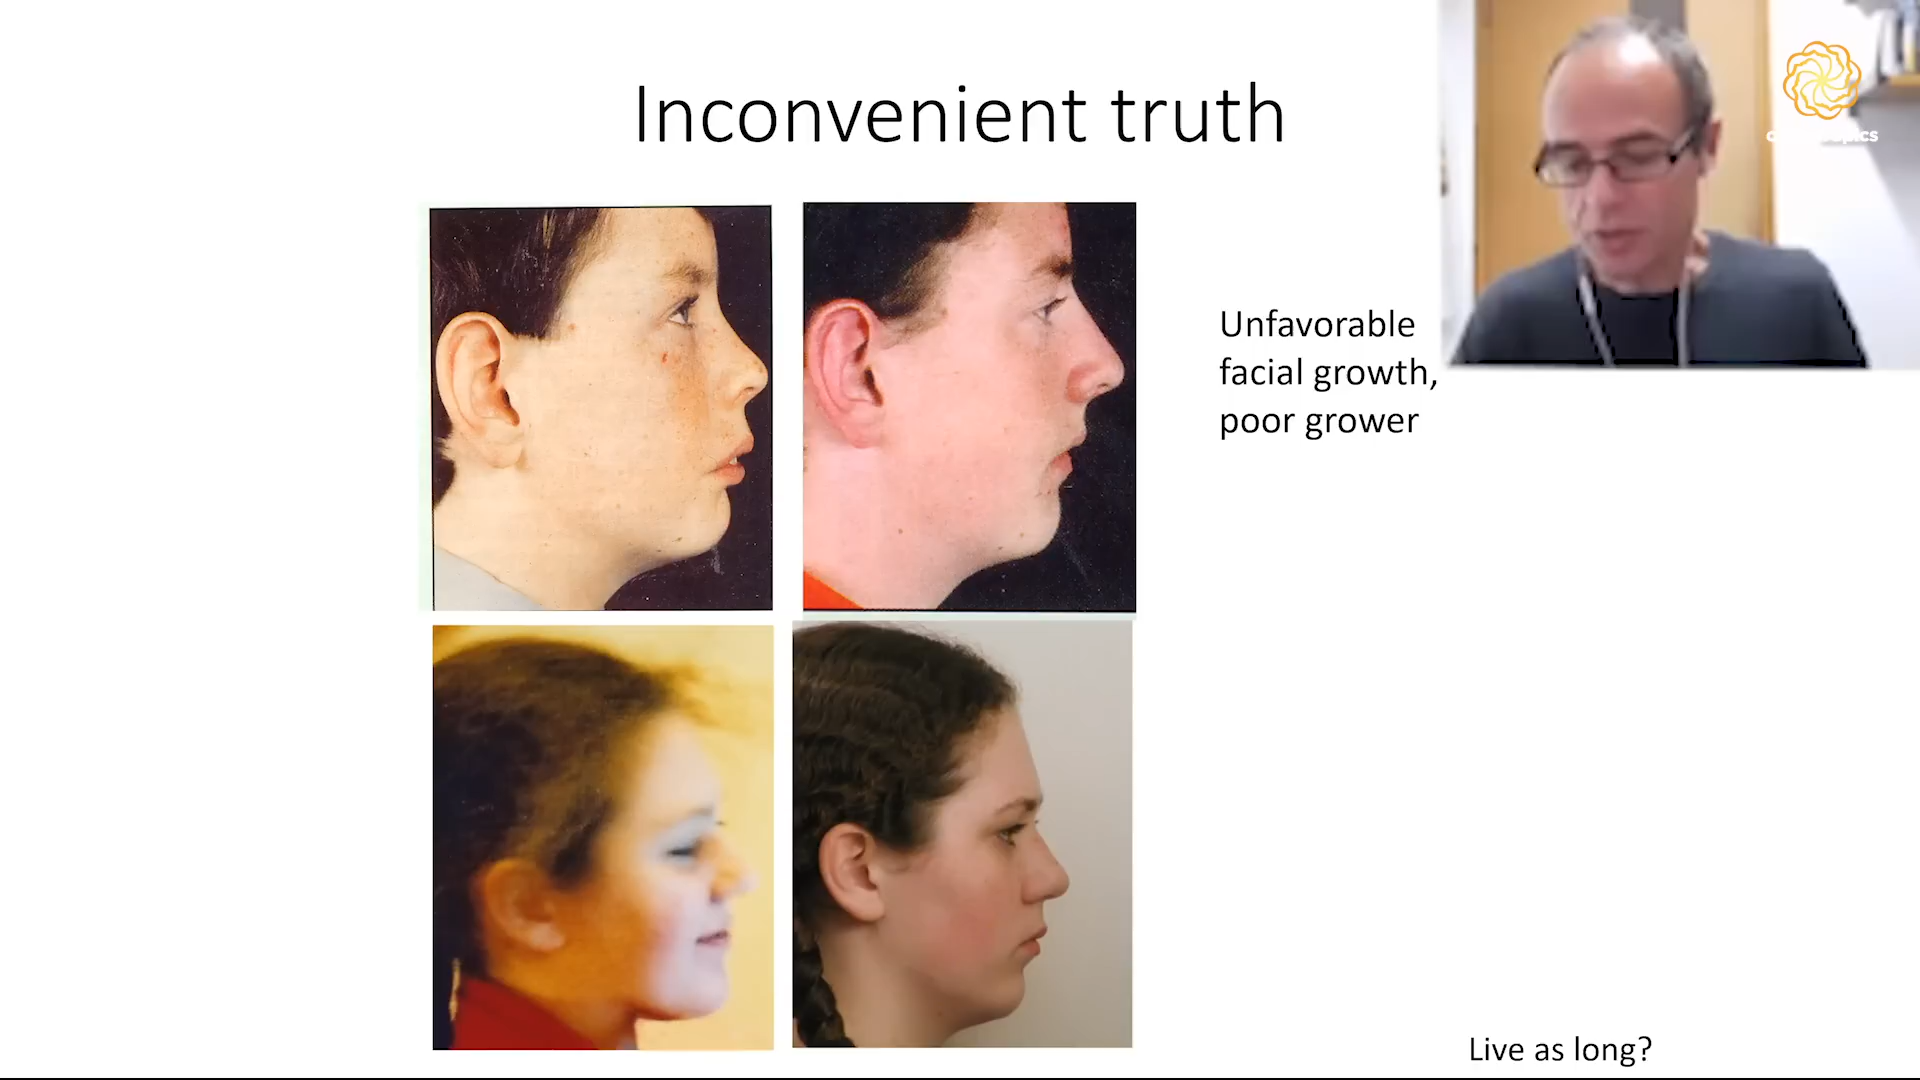 Inconvenient truth
Unfavorable
facial growth,
poor grower
Live as long?